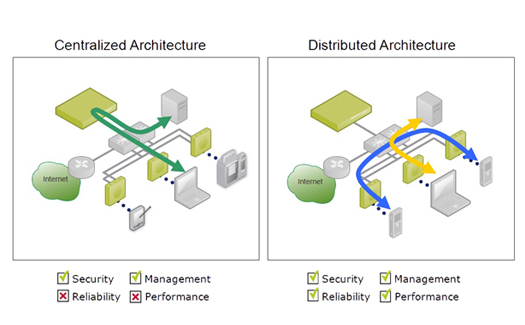 Centralized Architecture
Distributed Architecture
Internet
Internet
Security Management
Reliability Performance
Security Management
Reliability Performance